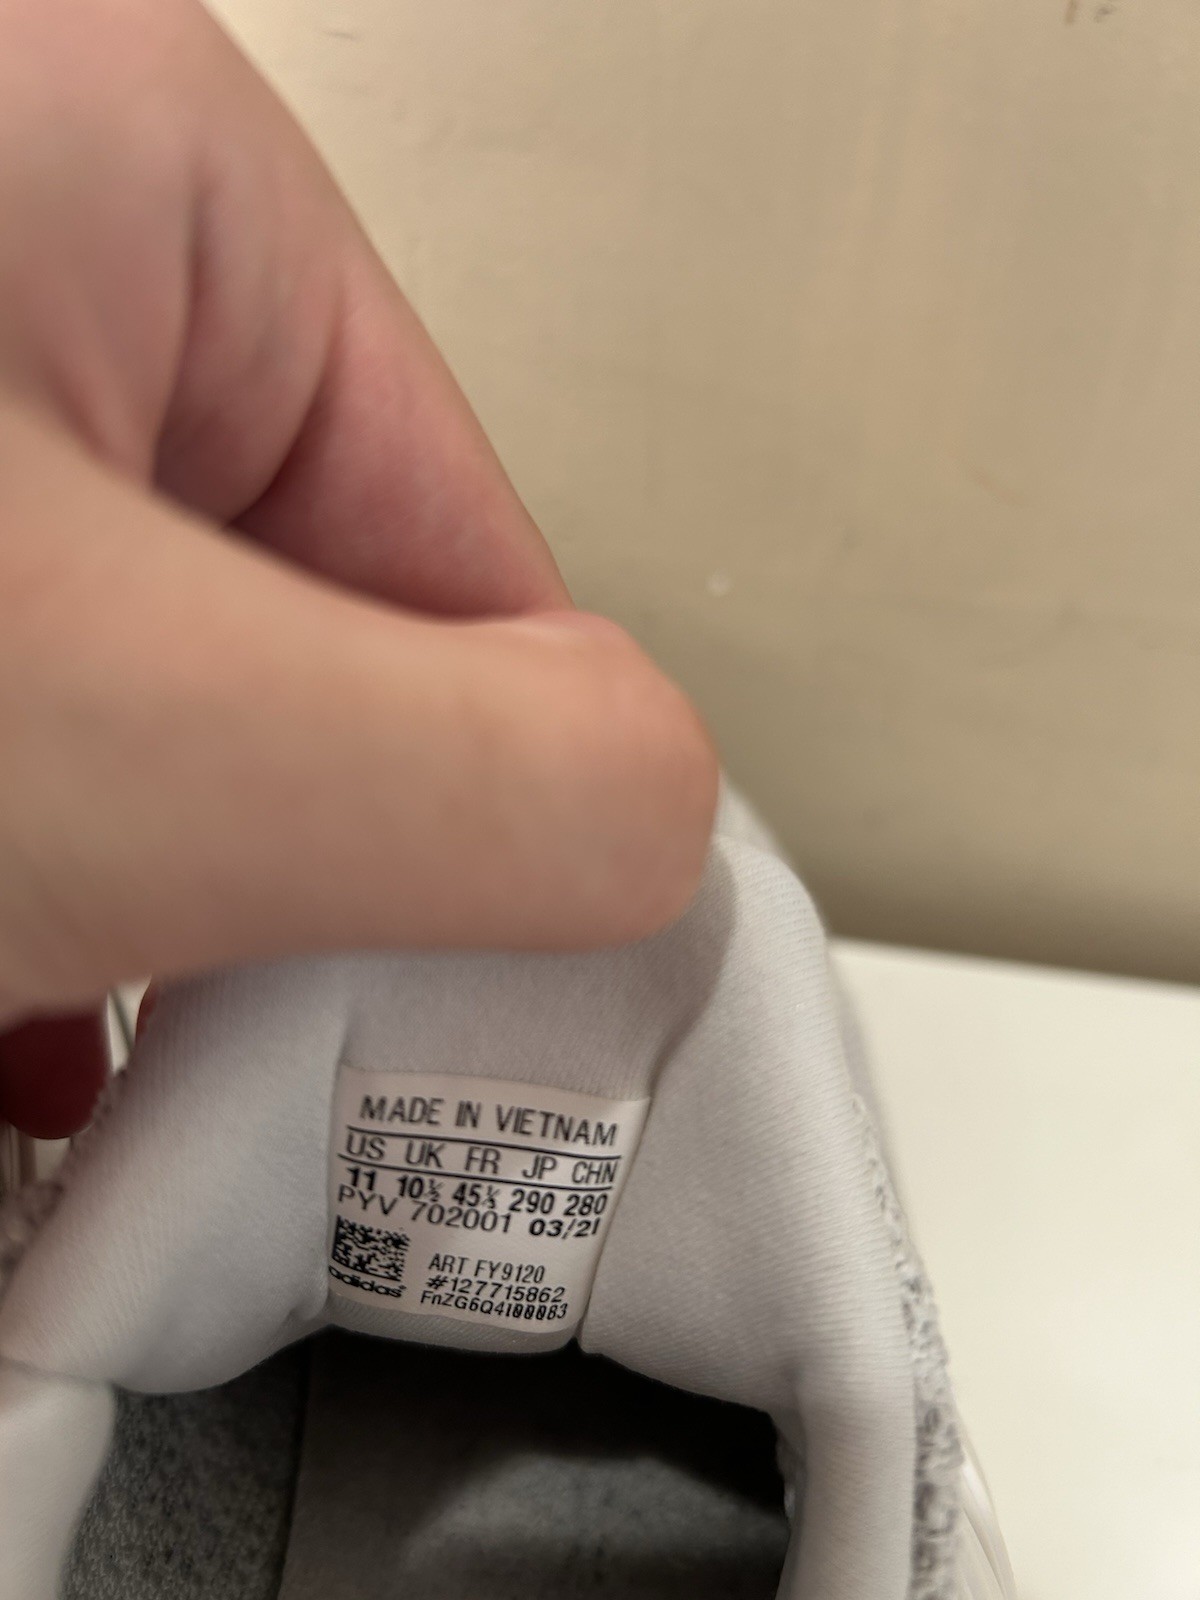 MADE IN VIETNAM
US UK FR JP CHN
11 10½ 45⅓ 290 280
PYV 702001 03/21
ART FY9120
#127715862
FnZG6Q4100083
adidas